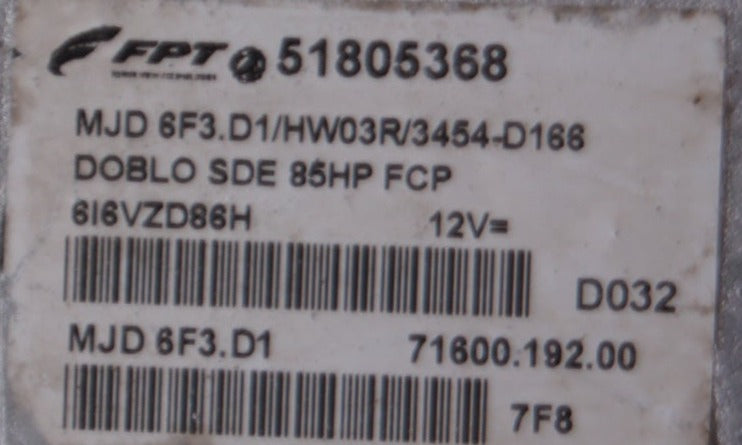 FPT 51805368
MJD 6F3.D1/HW03R/3454-D166
DOBLO SDE 85HP FCP
6I6VZD86H 12V=
D032
MJD 6F3.D1 71600.192.00
7F8